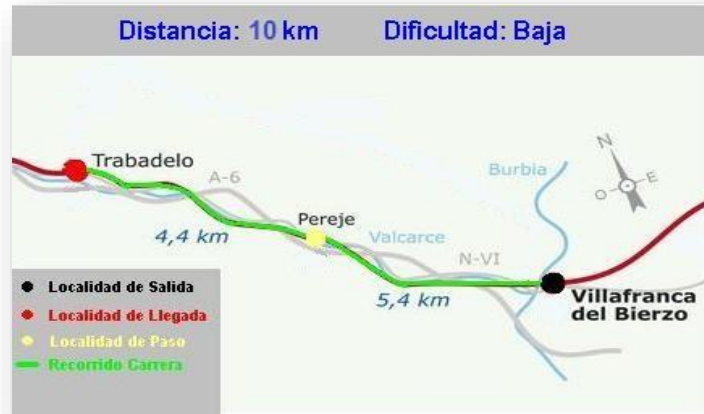 Distancia: 10 km Dificultad: Baja
N
O E
Burbia
Trabadelo
A-6
Pereje
4,4 km
Valcarce
N-VI
5,4 km
Villafranca
del Bierzo
Localidad de Salida
Localidad de Llegada
Localidad de Paso
Recorrido Carrera